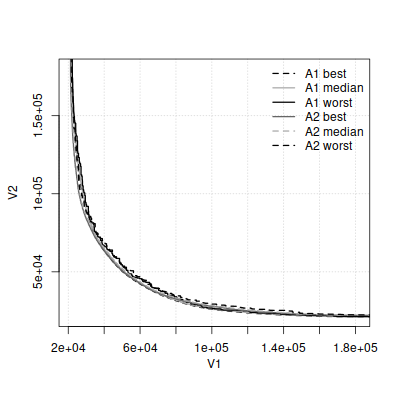 A1 best
A1 median
A1 worst
A2 best
A2 median
A2 worst
1.5e+05
1e+05
5e+04
V2
2e+04 6e+04 1e+05 1.4e+05 1.8e+05
V1